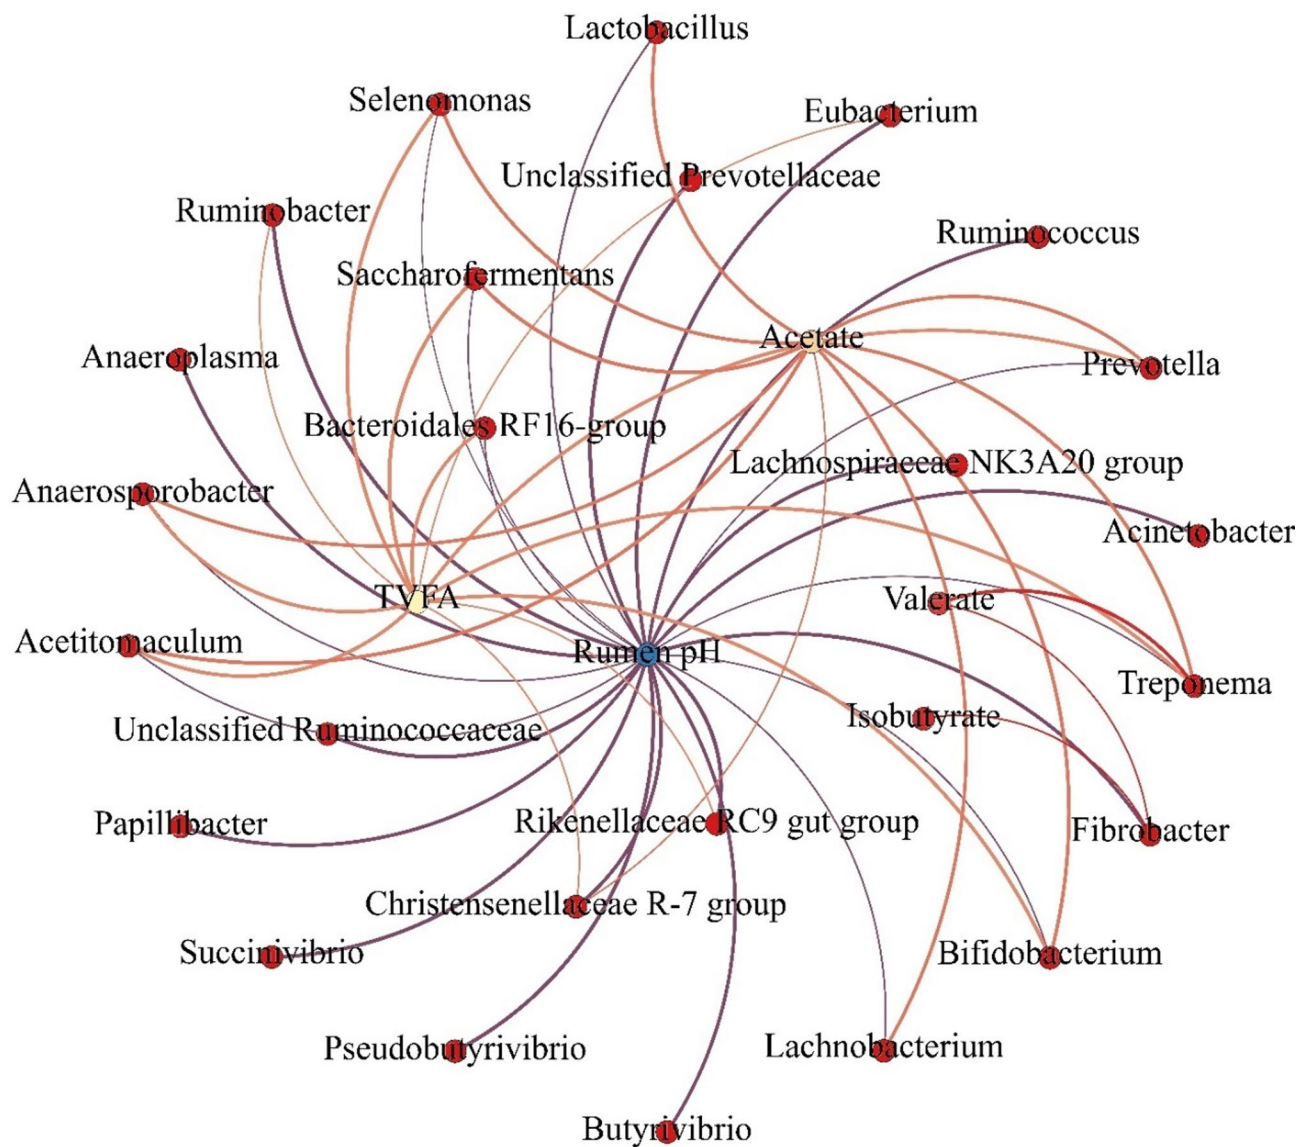 Lactobacillus
Selenomonas
Eubacterium
Unclassified Prevotellaceae
Ruminobacter
Ruminococcus
Saccharofermentans
Acetate
Anaeroplasma
Prevotella
Bacteroidales RF16-group
Lachnospiraceae NK3A20 group
Anaerosporobacter
Acinetobacter
TVFA
Valerate
Acetitomaculum
Rumen pH
Treponema
Isobutyrate
Unclassified Ruminococcaceae
Papillibacter
Rikenellaceae RC9 gut group
Fibrobacter
Christensenellaceae R-7 group
Succinivibrio
Bifidobacterium
Pseudobutyrivibrio
Lachnobacterium
Butyrivibrio